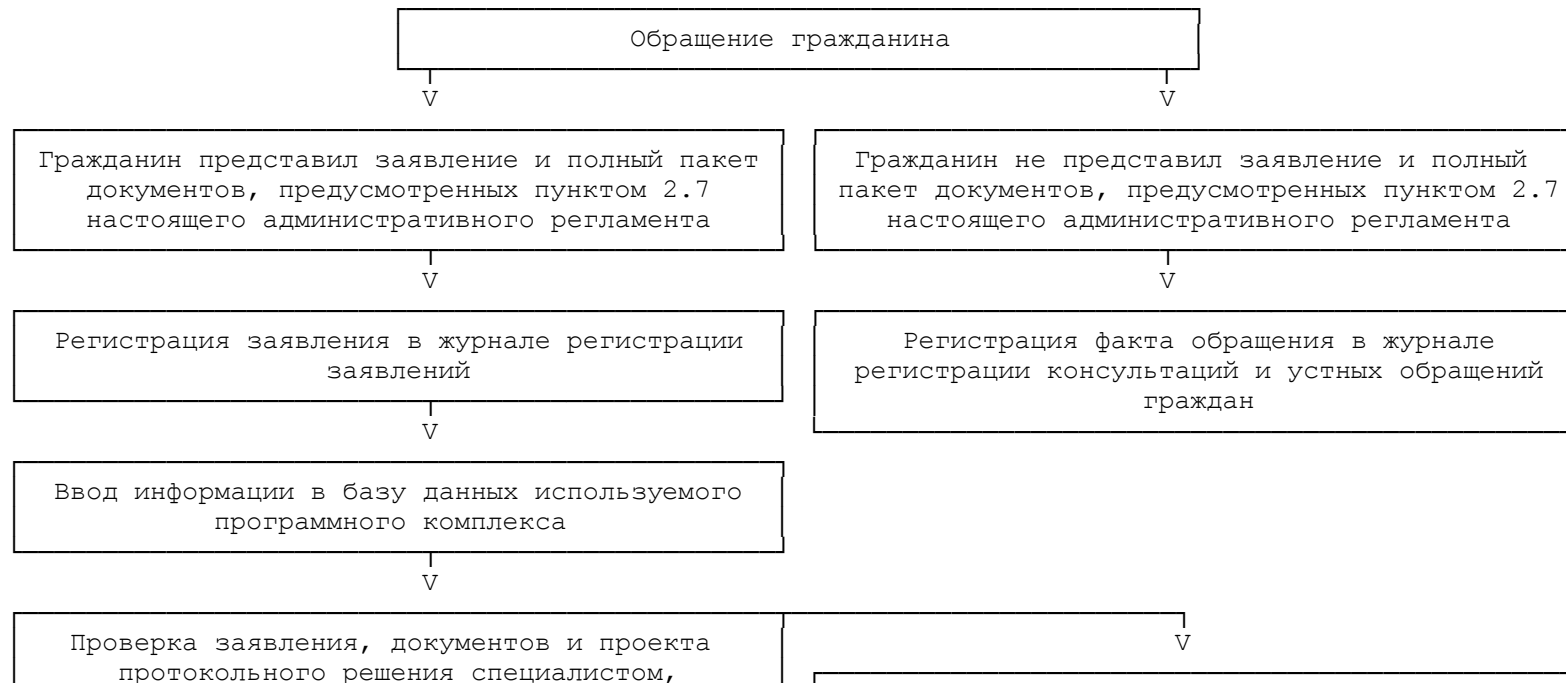 Обращение гражданина
V
V
Гражданин представил заявление и полный пакет
документов, предусмотренных пунктом 2.7
настоящего административного регламента
Гражданин не представил заявление и полный
пакет документов, предусмотренных пунктом 2.7
настоящего административного регламента
V
V
Регистрация заявления в журнале регистрации
заявлений
Регистрация факта обращения в журнале
регистрации консультаций и устных обращений
граждан
V
Ввод информации в базу данных используемого
программного комплекса
V
Проверка заявления, документов и проекта
протокольного решения специалистом,
V